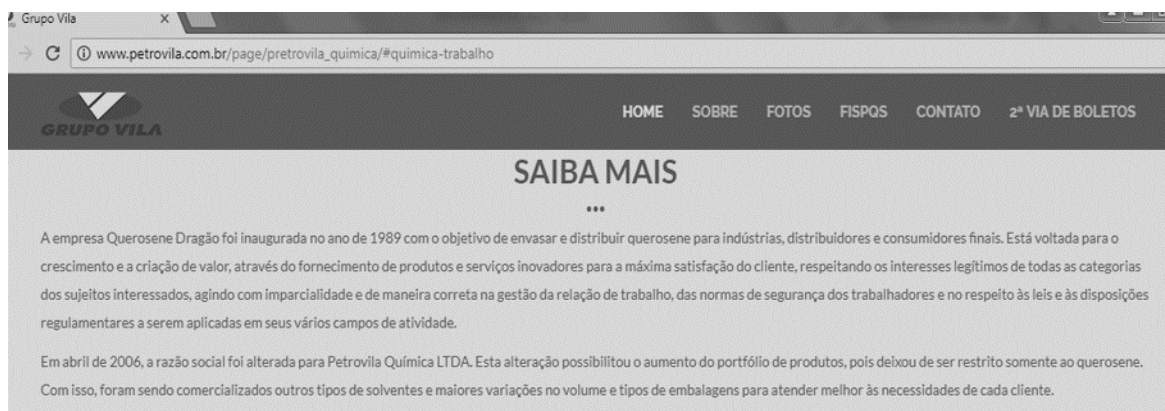 Grupo Vila
www.petrovila.com.br/page/pretrovila_quimica/#quimica-trabalho
GRUPO VILA
HOME SOBRE FOTOS FISPQS CONTATO 2ª VIA DE BOLETOS
SAIBA MAIS
A empresa Querosene Dragão foi inaugurada no ano de 1989 com o objetivo de envasar e distribuir querosene para indústrias, distribuidores e consumidores finais. Está voltada para o
crescimento e a criação de valor, através do fornecimento de produtos e serviços inovadores para a máxima satisfação do cliente, respeitando os interesses legítimos de todas as categorias
dos sujeitos interessados, agindo com imparcialidade e de maneira correta na gestão da relação de trabalho, das normas de segurança dos trabalhadores e no respeito às leis e às disposições
regulamentares a serem aplicadas em seus vários campos de atividade.
Em abril de 2006, a razão social foi alterada para Petrovila Química LTDA. Esta alteração possibilitou o aumento do portfólio de produtos, pois deixou de ser restrito somente ao querosene.
Com isso, foram sendo comercializados outros tipos de solventes e maiores variações no volume e tipos de embalagens para atender melhor às necessidades de cada cliente.